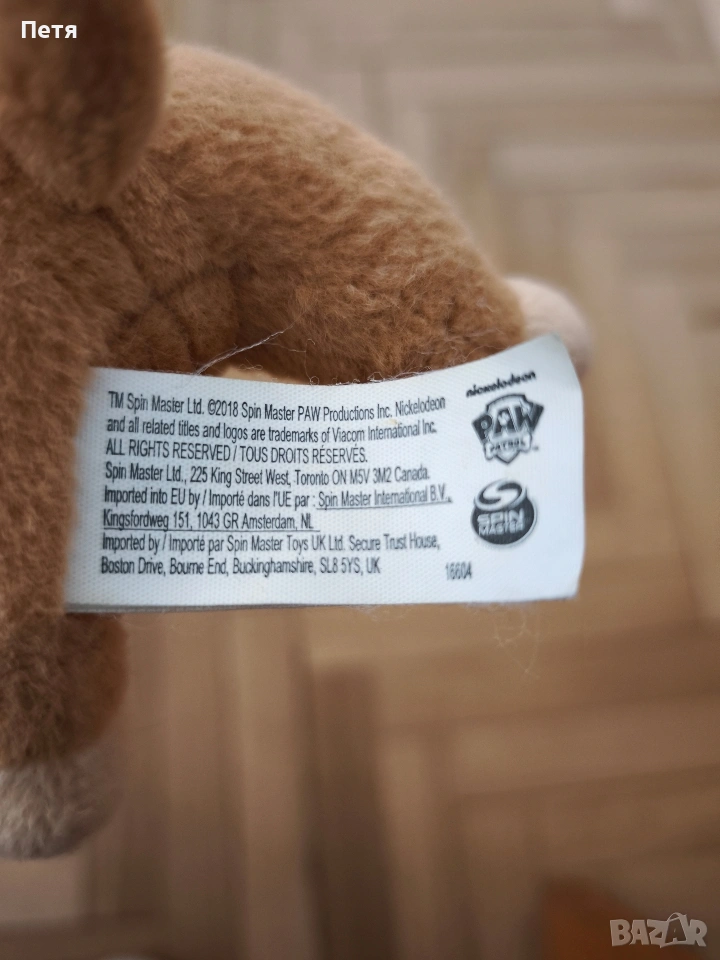 Петя
TM Spin Master Ltd. ©2018 Spin Master PAW Productions Inc. Nickelodeon
and all related titles and logos are trademarks of Viacom International Inc.
ALL RIGHTS RESERVED / TOUS DROITS RÉSERVÉS.
Spin Master Ltd., 225 King Street West, Toronto ON M5V 3M2 Canada.
Imported into EU by / Importé dans l'UE par : Spin Master International B.V.,
Kingsfordweg 151, 1043 GR Amsterdam, NL
Imported by / Importé par Spin Master Toys UK Ltd. Secure Trust House,
Boston Drive, Bourne End, Buckinghamshire, SL8 5YS, UK
16604
nickelodeon
PAW
PATROL
SPIN
MASTER
BAZAR